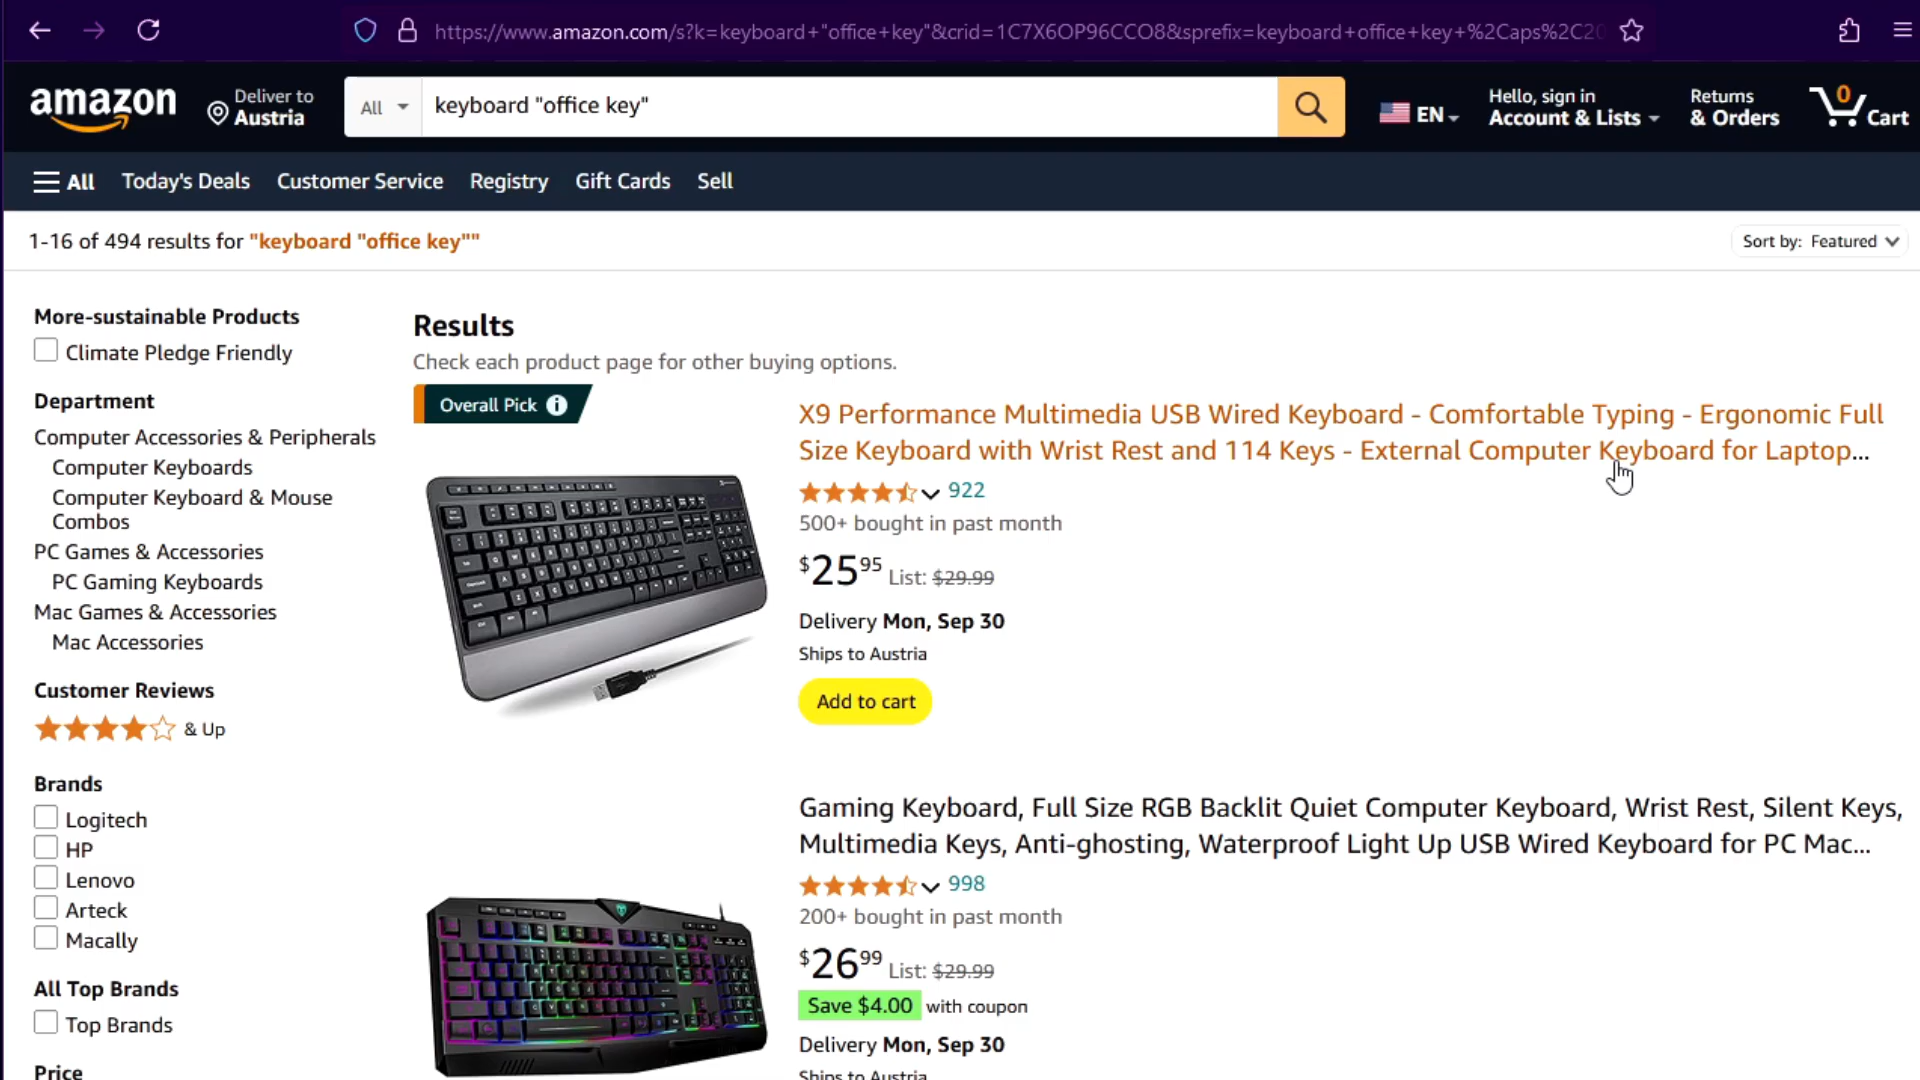 https://www.amazon.com/s?k=keyboard+"office+key"&crid=1C7X6OP96CCO8&sprefix=keyboard+office+key+%2Caps%2C20
amazon
Deliver to
Austria
All
keyboard "office key"
EN
Hello, sign in
Account & Lists
Returns
& Orders
0
Cart
All
Today's Deals
Customer Service
Registry
Gift Cards
Sell
1-16 of 494 results for "keyboard "office key""
Sort by: Featured
More-sustainable Products
Climate Pledge Friendly
Department
Computer Accessories & Peripherals
Computer Keyboards
Computer Keyboard & Mouse
Combos
PC Games & Accessories
PC Gaming Keyboards
Mac Games & Accessories
Mac Accessories
Customer Reviews
& Up
Brands
Logitech
HP
Lenovo
Arteck
Macally
All Top Brands
Top Brands
Price
Results
Check each product page for other buying options.
Overall Pick
X9 Performance Multimedia USB Wired Keyboard - Comfortable Typing - Ergonomic Full
Size Keyboard with Wrist Rest and 114 Keys - External Computer Keyboard for Laptop...
922
500+ bought in past month
$25 95 List: $29.99
Delivery Mon, Sep 30
Ships to Austria
Add to cart
Gaming Keyboard, Full Size RGB Backlit Quiet Computer Keyboard, Wrist Rest, Silent Keys,
Multimedia Keys, Anti-ghosting, Waterproof Light Up USB Wired Keyboard for PC Mac...
998
200+ bought in past month
$26 99 List: $29.99
Save $4.00 with coupon
Delivery Mon, Sep 30
Ships to Austria